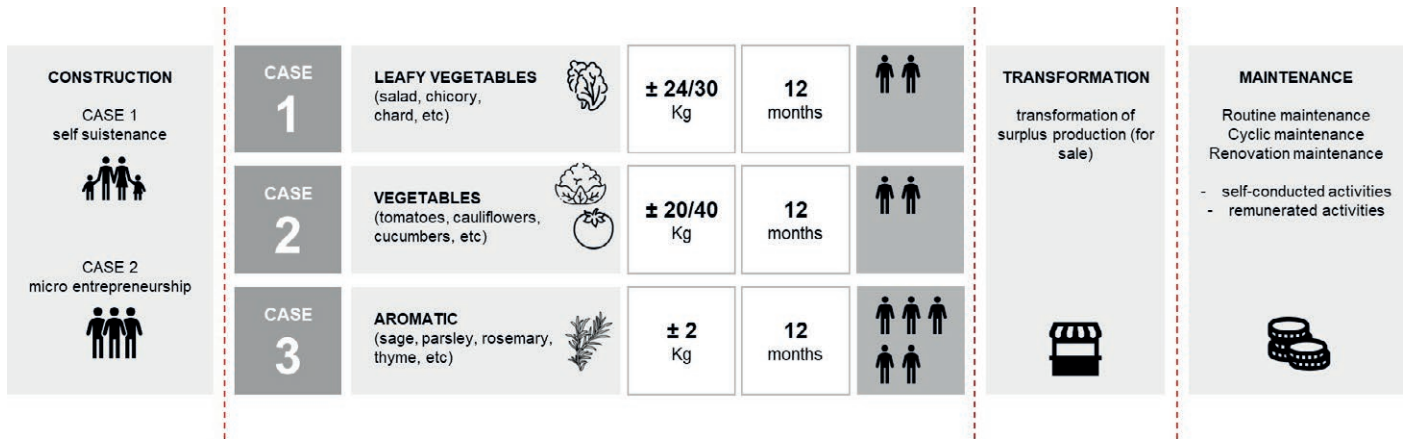 CONSTRUCTION
CASE 1
self suistenance
CASE 2
micro entrepreneurship
CASE
1
LEAFY VEGETABLES
(salad, chicory,
chard, etc)
± 24/30
Kg
12
months
CASE
2
VEGETABLES
(tomatoes, cauliflowers,
cucumbers, etc)
± 20/40
Kg
12
months
CASE
3
AROMATIC
(sage, parsley, rosemary,
thyme, etc)
± 2
Kg
12
months
TRANSFORMATION
transformation of
surplus production (for
sale)
MAINTENANCE
Routine maintenance
Cyclic maintenance
Renovation maintenance
- self-conducted activities
- remunerated activities